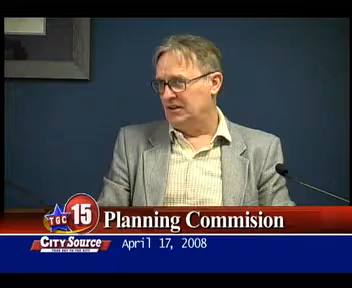 TGC 15
Planning Commision
CITY SOURCE
April 17, 2008